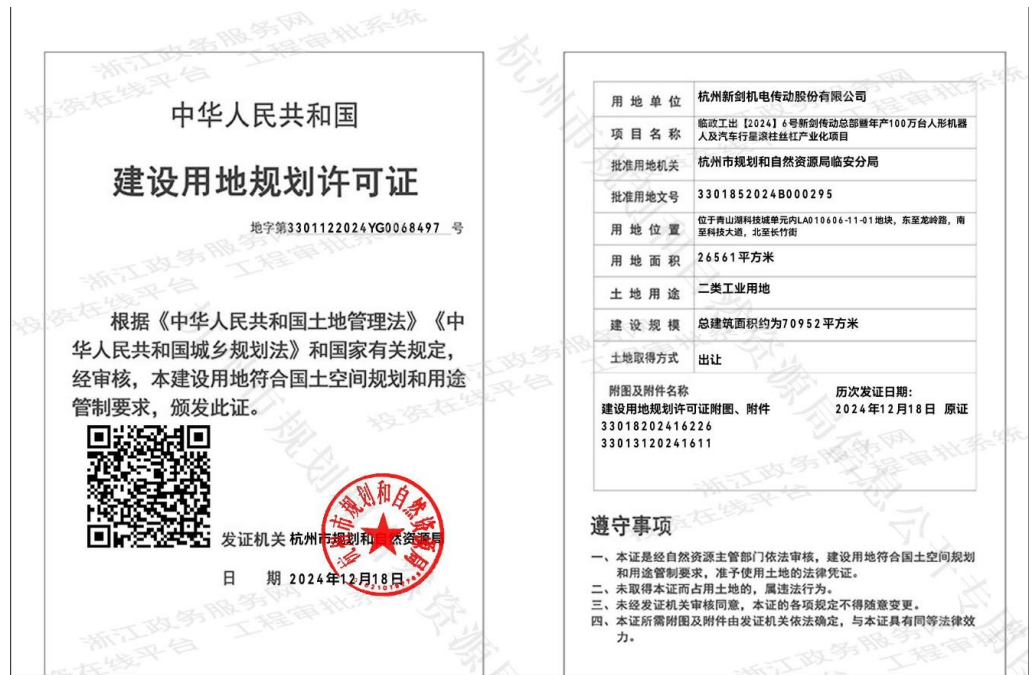 中华人民共和国
建设用地规划许可证
地字第3301122024YG0068497 号
根据《中华人民共和国土地管理法》《中
华人民共和国城乡规划法》和国家有关规定，
经审核，本建设用地符合国土空间规划和用途
管制要求，颁发此证。
发证机关 杭州市规划和自然资源局
日 期 2024年12月18日
用地单位 杭州新剑机电传动股份有限公司
项目名称 临政工出【2024】6号新剑传动总部暨年产100万台人形机器
人及汽车行星滚柱丝杠产业化项目
批准用地机关 杭州市规划和自然资源局临安分局
批准用地文号 3301852024B000295
用地位置 位于青山湖科技城单元内LA010606-11-01地块，东至龙岭路，南
至科技大道，北至长竹街
用地面积 26561平方米
土地用途 二类工业用地
建设规模 总建筑面积约为70952平方米
土地取得方式 出让
附图及附件名称
建设用地规划许可证附图、附件
33018202416226
33013120241611
历次发证日期：
2024年12月18日 原证
遵守事项
一、本证是经自然资源主管部门依法审核，建设用地符合国土空间规划
和用途管制要求，准予使用土地的法律凭证。
二、未取得本证而占用土地的，属违法行为。
三、未经发证机关审核同意，本证的各项规定不得随意变更。
四、本证所需附图及附件由发证机关依法确定，与本证具有同等法律效
力。
浙江政务服务网
投资在线平台 工程审批系统